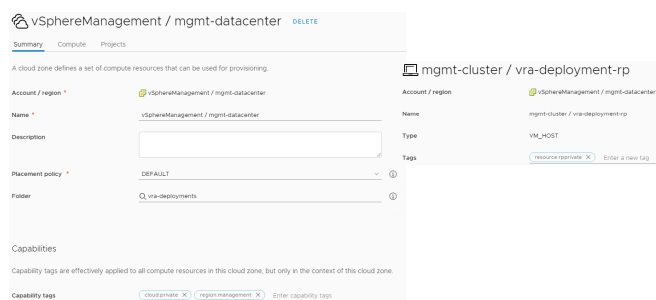 vSphereManagement / mgmt-datacenter DELETE
Summary Compute Projects
A cloud zone defines a set of compute resources that can be used for provisioning.
Account / region * vSphereManagement / mgmt-datacenter
Name * vSphereManagement / mgmt-datacenter
Description
Placement policy * DEFAULT
Folder vra-deployments
Capabilities
Capability tags are effectively applied to all compute resources in this cloud zone, but only in the context of this cloud zone.
Capability tags cloud:private X region:management X Enter capability tags
mgmt-cluster / vra-deployment-rp
Account / region vSphereManagement / mgmt-datacenter
Name mgmt-cluster / vra-deployment-rp
Type VM_HOST
Tags resource:rpprivate X Enter a new tag